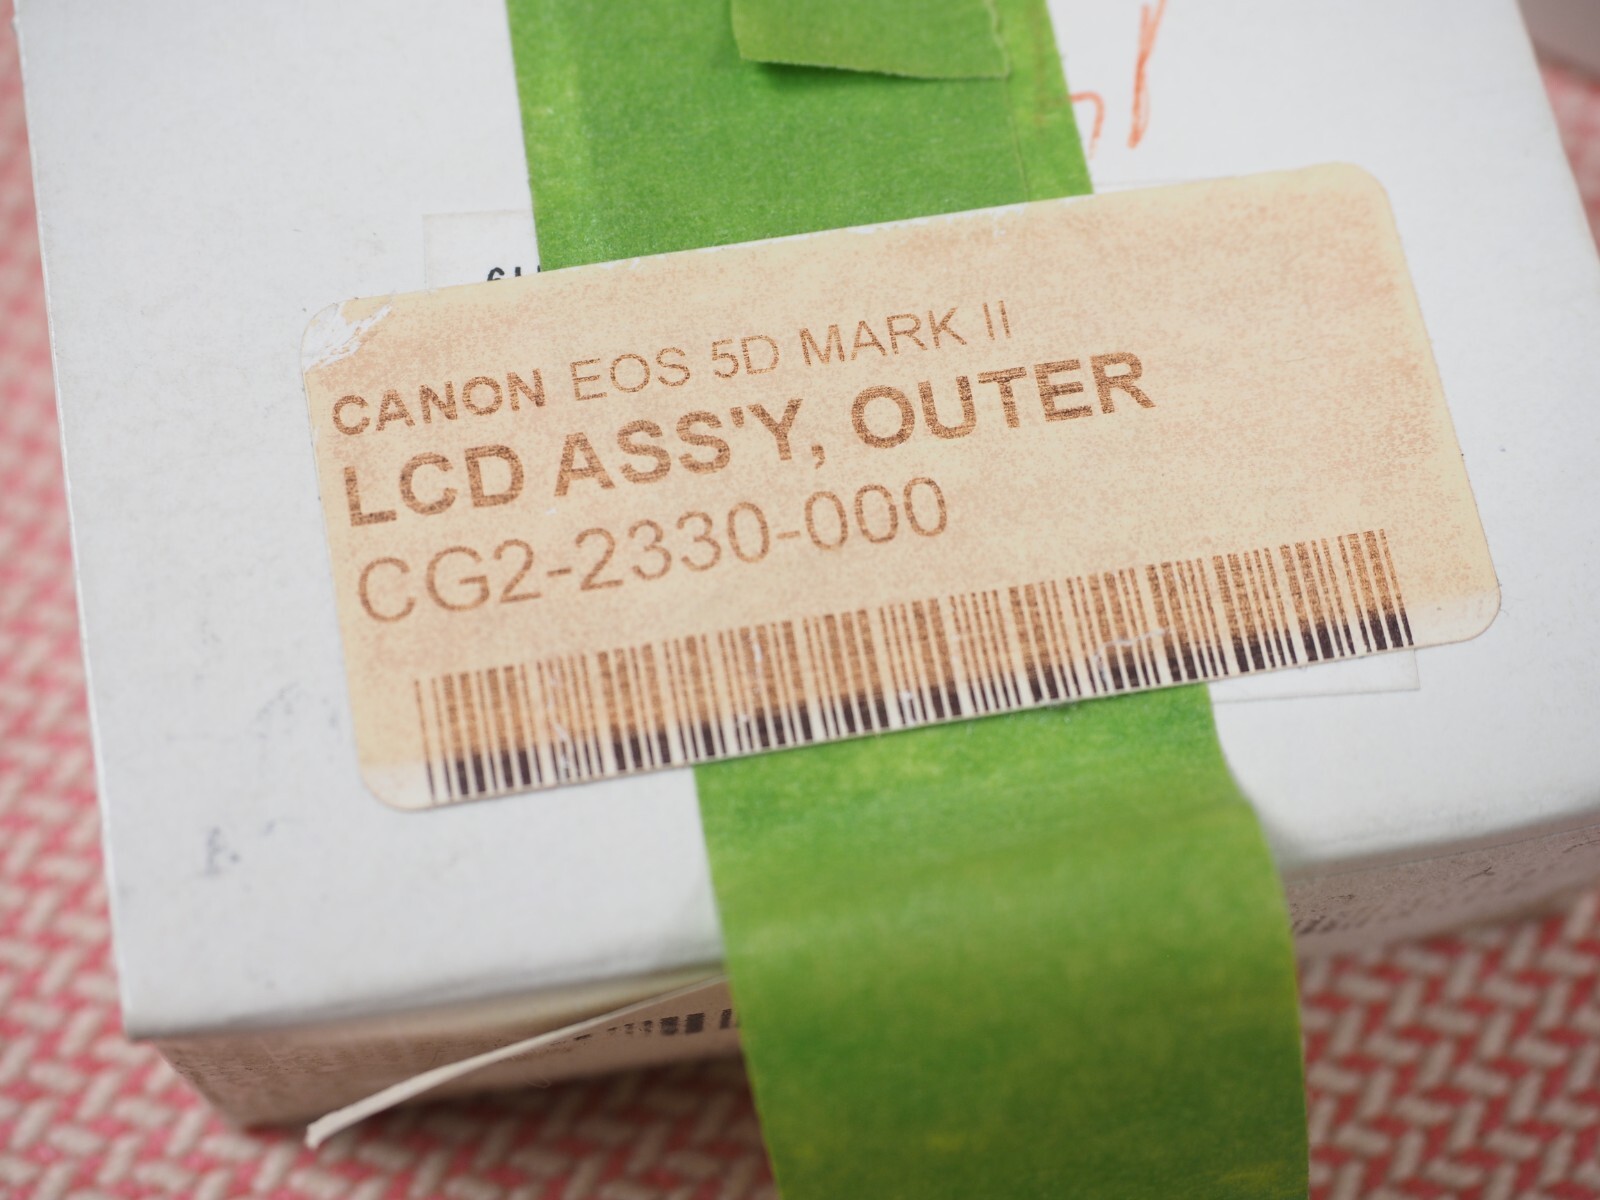 CANON EOS 5D MARK II
LCD ASS'Y, OUTER
CG2-2330-000